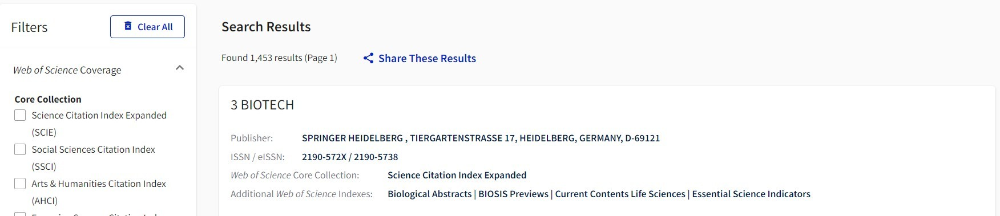 Filters
Clear All
Web of Science Coverage
Core Collection
Science Citation Index Expanded
(SCIE)
Social Sciences Citation Index
(SSCI)
Arts & Humanities Citation Index
(AHCI)
Search Results
Found 1,453 results (Page 1)
Share These Results
3 BIOTECH
Publisher: SPRINGER HEIDELBERG , TIERGARTENSTRASSE 17, HEIDELBERG, GERMANY, D-69121
ISSN / eISSN: 2190-572X / 2190-5738
Web of Science Core Collection: Science Citation Index Expanded
Additional Web of Science Indexes: Biological Abstracts | BIOSIS Previews | Current Contents Life Sciences | Essential Science Indicators